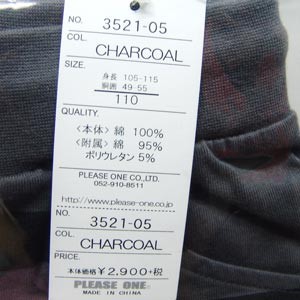 NO. 3521-05
COL. CHARCOAL
SIZE.
身長 105-115
胴囲 49-55
110
QUALITY.
〈本体〉 綿 100%
〈附属〉 綿 95%
ポリウレタン 5%
PLEASE ONE CO.,LTD.
052-910-8511
http://www.please-one.co.jp/
NO. 3521-05
COL. CHARCOAL
PRICE.
本体価格 ¥2,900+税
PLEASE ONE.
MADE IN CHINA